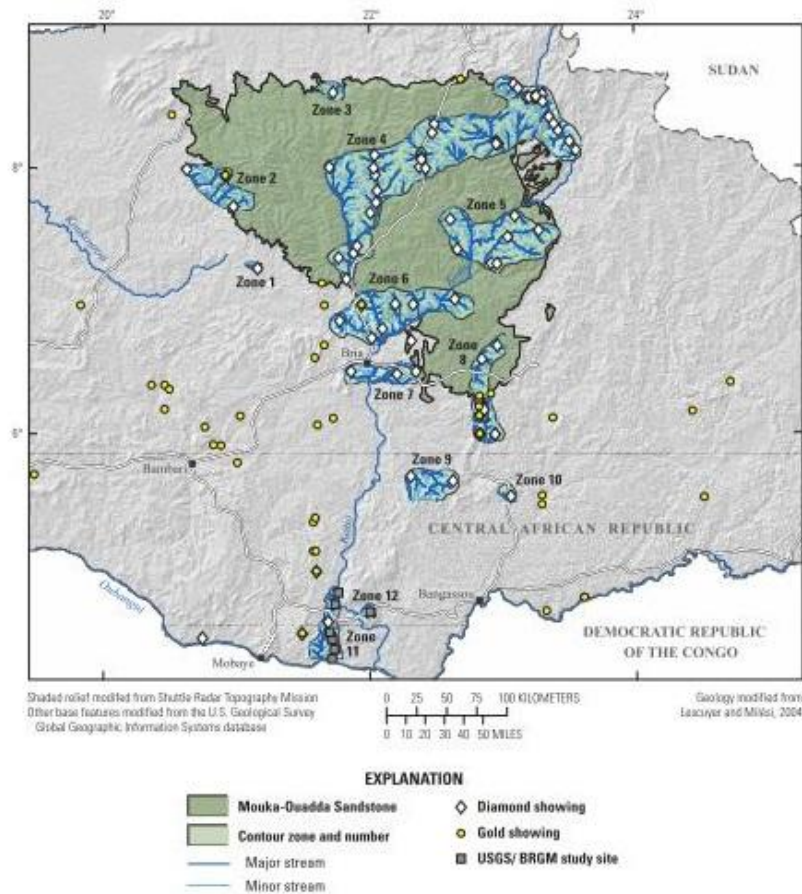 20°
22°
24°
SUDAN
Zone 3
Zone 4
8°
Zone 2
Zone 5
Zone 1
Zone 6
Bria
Zone
8
Zone 7
6°
Zone 9
Zone 10
Bambari
Kotto
CENTRAL AFRICAN REPUBLIC
Oubangui
Zone 12
Bangassou
Zone
11
Mobaye
DEMOCRATIC REPUBLIC
OF THE CONGO
Shaded relief modified from Shuttle Radar Topography Mission
Other base features modified from the U.S. Geological Survey
Global Geographic Information Systems database
0 25 50 75 100 KILOMETERS
0 10 20 30 40 50 MILES
Geology modified from
Lescuyer and Milési, 2004
EXPLANATION
Mouka-Ouadda Sandstone
Contour zone and number
Major stream
Minor stream
Diamond showing
Gold showing
USGS/ BRGM study site